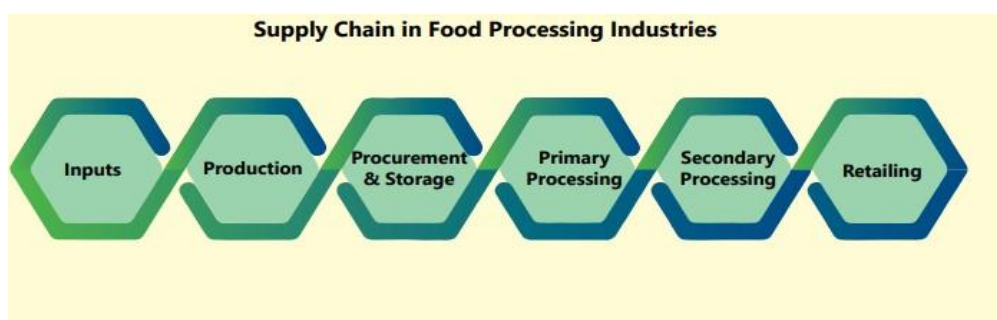 Supply Chain in Food Processing Industries
Inputs
Production
Procurement
& Storage
Primary
Processing
Secondary
Processing
Retailing